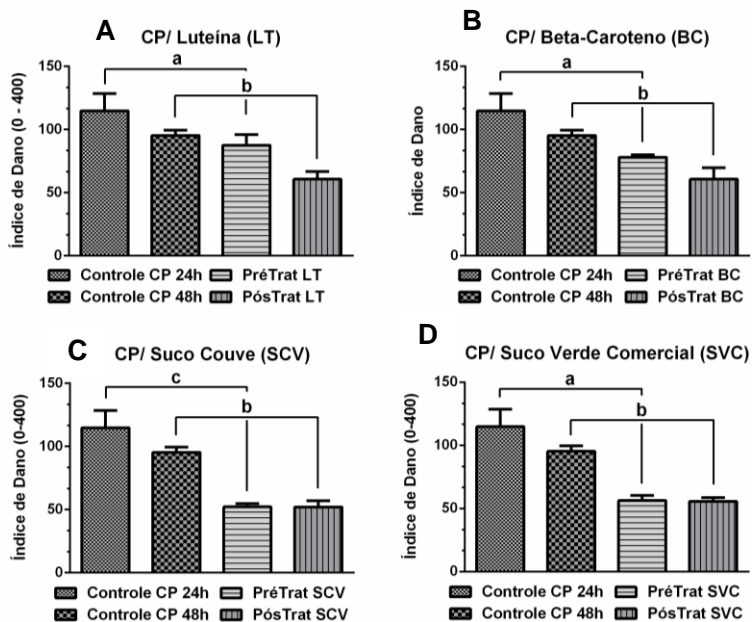 A
CP/ Luteína (LT)
Índice de Dano (0 - 400)
150
100
50
0
a
b
Controle CP 24h
PréTrat LT
Controle CP 48h
PósTrat LT
B
CP/ Beta-Caroteno (BC)
Índice de Dano
150
100
50
0
a
b
Controle CP 24h
PréTrat BC
Controle CP 48h
PósTrat BC
C
CP/ Suco Couve (SCV)
Índice de Dano (0-400)
150
100
50
0
c
b
Controle CP 24h
PréTrat SCV
Controle CP 48h
PósTrat SCV
D
CP/ Suco Verde Comercial (SVC)
Índice de Dano (0-400)
150
100
50
0
a
b
Controle CP 24h
PréTrat SVC
Controle CP 48h
PósTrat SVC